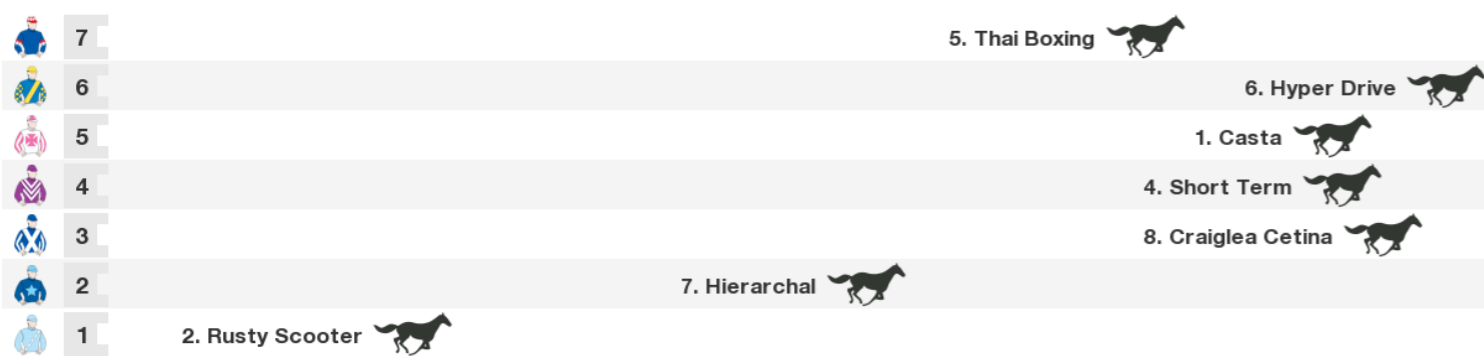 7 5. Thai Boxing
6 6. Hyper Drive
5 1. Casta
4 4. Short Term
3 8. Craiglea Cetina
2 7. Hierarchal
1 2. Rusty Scooter